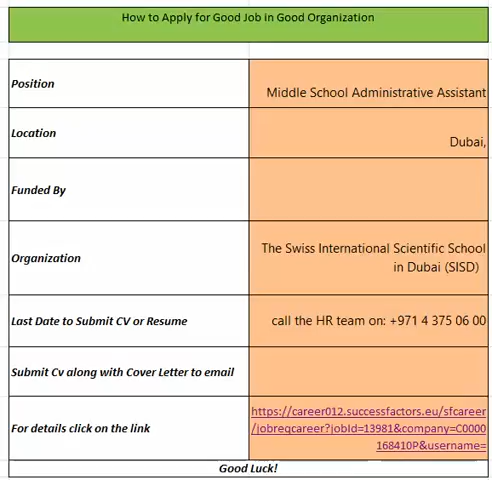 How to Apply for Good Job in Good Organization
Position
Middle School Administrative Assistant
Location
Dubai,
Funded By
Organization
The Swiss International Scientific School
in Dubai (SISD)
Last Date to Submit CV or Resume
call the HR team on: +971 4 375 06 00
Submit Cv along with Cover Letter to email
For details click on the link
https://career012.successfactors.eu/sfcareer
/jobreqcareer?jobId=13981&company=C0000
168410P&username=
Good Luck!